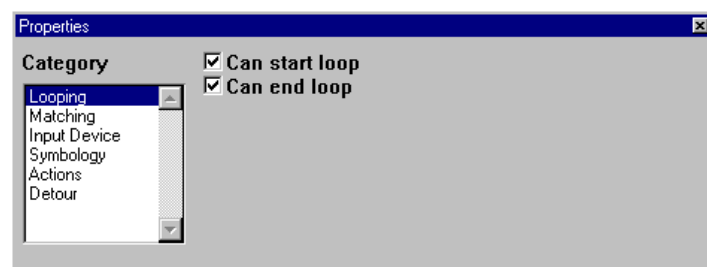 Properties
Category
Looping
Matching
Input Device
Symbology
Actions
Detour
Can start loop
Can end loop